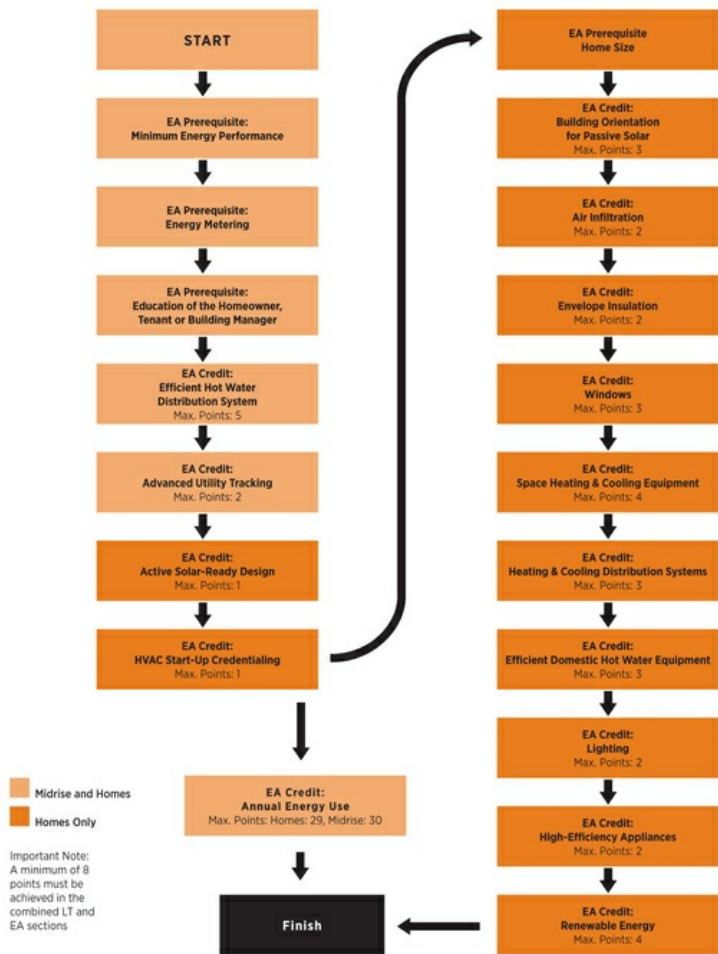 START
EA Prerequisite:
Minimum Energy Performance
EA Prerequisite:
Energy Metering
EA Prerequisite:
Education of the Homeowner,
Tenant or Building Manager
EA Credit:
Efficient Hot Water
Distribution System
Max. Points: 5
EA Credit:
Advanced Utility Tracking
Max. Points: 2
EA Credit:
Active Solar-Ready Design
Max. Points: 1
EA Credit:
HVAC Start-Up Credentialing
Max. Points: 1
EA Credit:
Annual Energy Use
Max. Points: Homes: 29, Midrise: 30
Finish
EA Prerequisite
Home Size
EA Credit:
Building Orientation
for Passive Solar
Max. Points: 3
EA Credit:
Air Infiltration
Max. Points: 2
EA Credit:
Envelope Insulation
Max. Points: 2
EA Credit:
Windows
Max. Points: 3
EA Credit:
Space Heating & Cooling Equipment
Max. Points: 4
EA Credit:
Heating & Cooling Distribution Systems
Max. Points: 3
EA Credit:
Efficient Domestic Hot Water Equipment
Max. Points: 3
EA Credit:
Lighting
Max. Points: 2
EA Credit:
High-Efficiency Appliances
Max. Points: 2
EA Credit:
Renewable Energy
Max. Points: 4
Midrise and Homes
Homes Only
Important Note:
A minimum of 8
points must be
achieved in the
combined LT and
EA sections